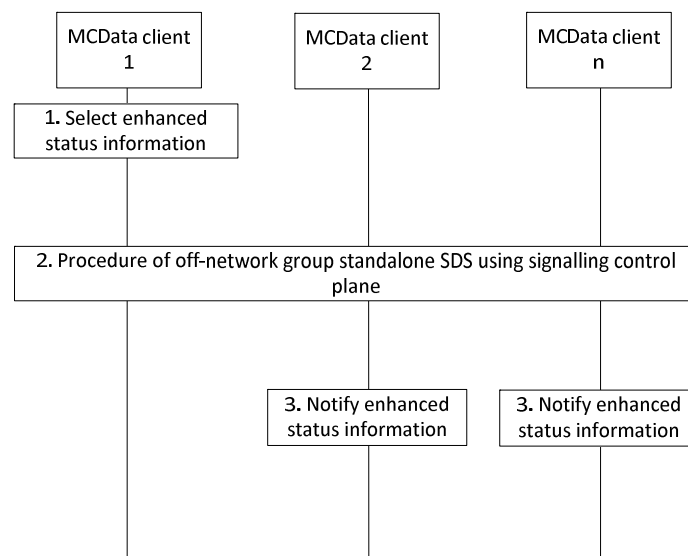 MCData client
1
MCData client
2
MCData client
n
1. Select enhanced
status information
2. Procedure of off-network group standalone SDS using signalling control
plane
3. Notify enhanced
status information
3. Notify enhanced
status information